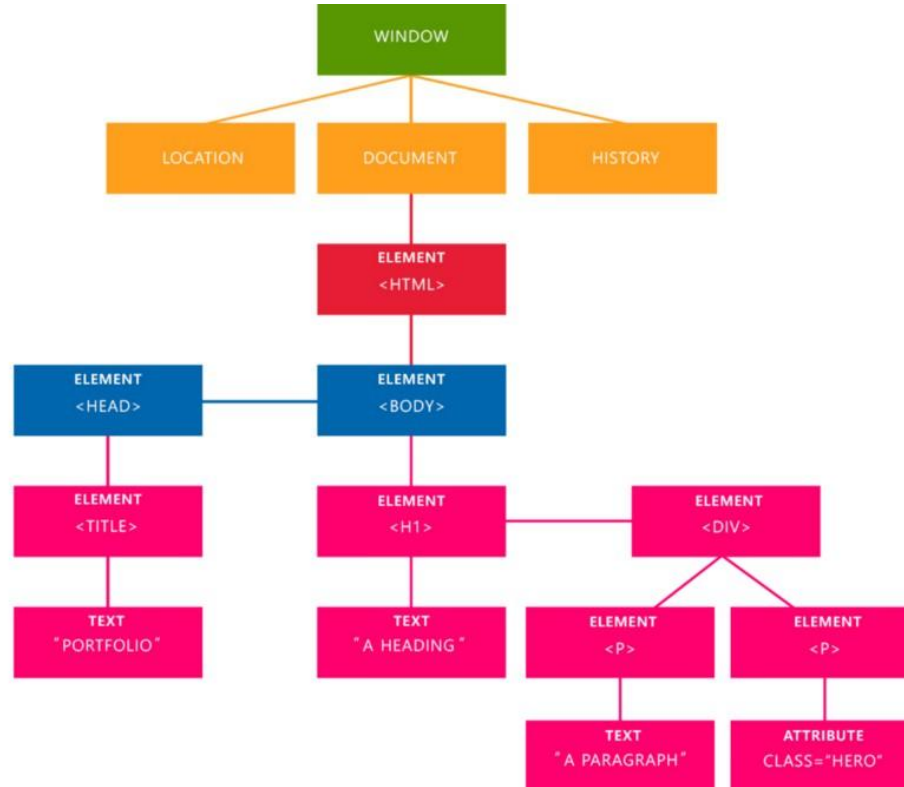 WINDOW
LOCATION
DOCUMENT
HISTORY
ELEMENT
<HTML>
ELEMENT
<HEAD>
ELEMENT
<BODY>
ELEMENT
<TITLE>
ELEMENT
<H1>
ELEMENT
<DIV>
TEXT
"PORTFOLIO"
TEXT
"A HEADING"
ELEMENT
<P>
ELEMENT
<P>
TEXT
"A PARAGRAPH"
ATTRIBUTE
CLASS="HERO"